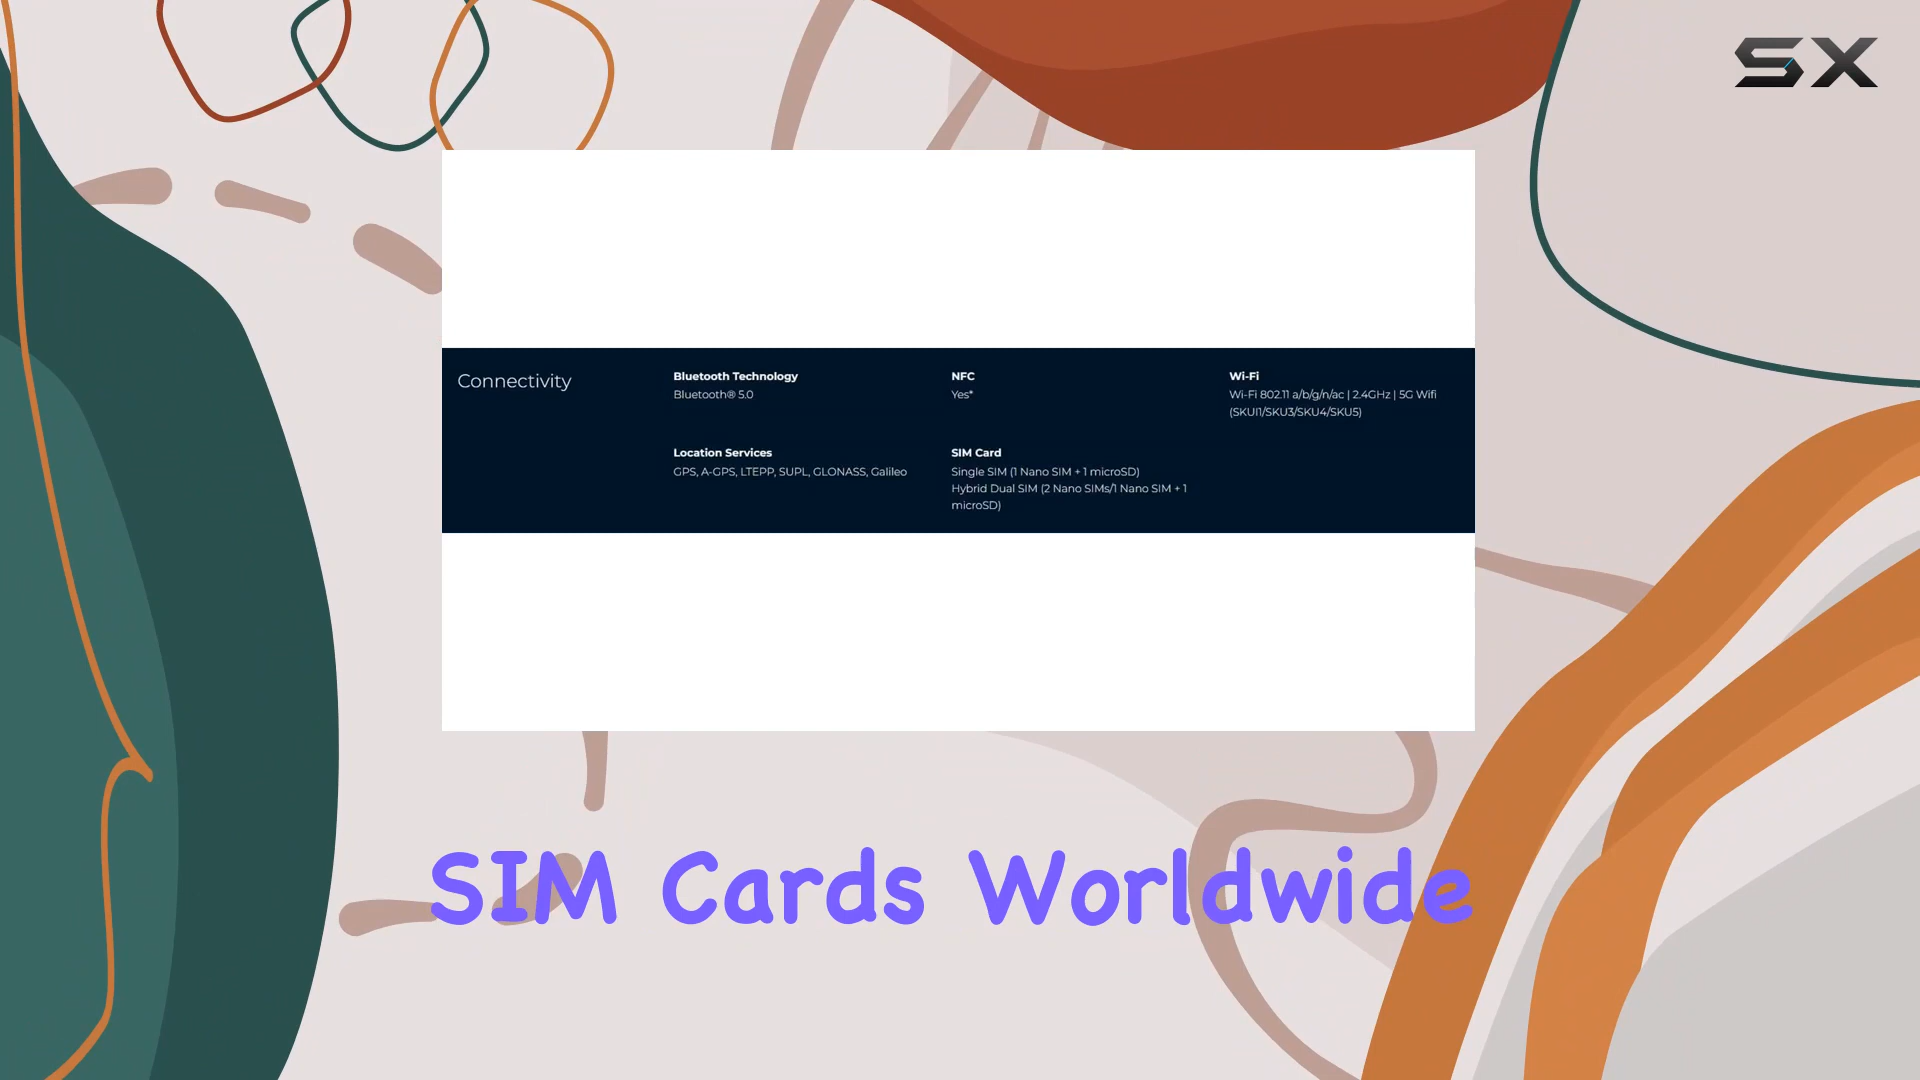 SX
Connectivity
Bluetooth Technology
Bluetooth® 5.0
NFC
Yes*
Wi-Fi
Wi-Fi 802.11 a/b/g/n/ac | 2.4GHz | 5G Wifi
(SKU11/SKU3/SKU4/SKU5)
Location Services
GPS, A-GPS, LTEPP, SUPL, GLONASS, Galileo
SIM Card
Single SIM (1 Nano SIM + 1 microSD)
Hybrid Dual SIM (2 Nano SIMs/1 Nano SIM + 1
microSD)
SIM Cards Worldwide